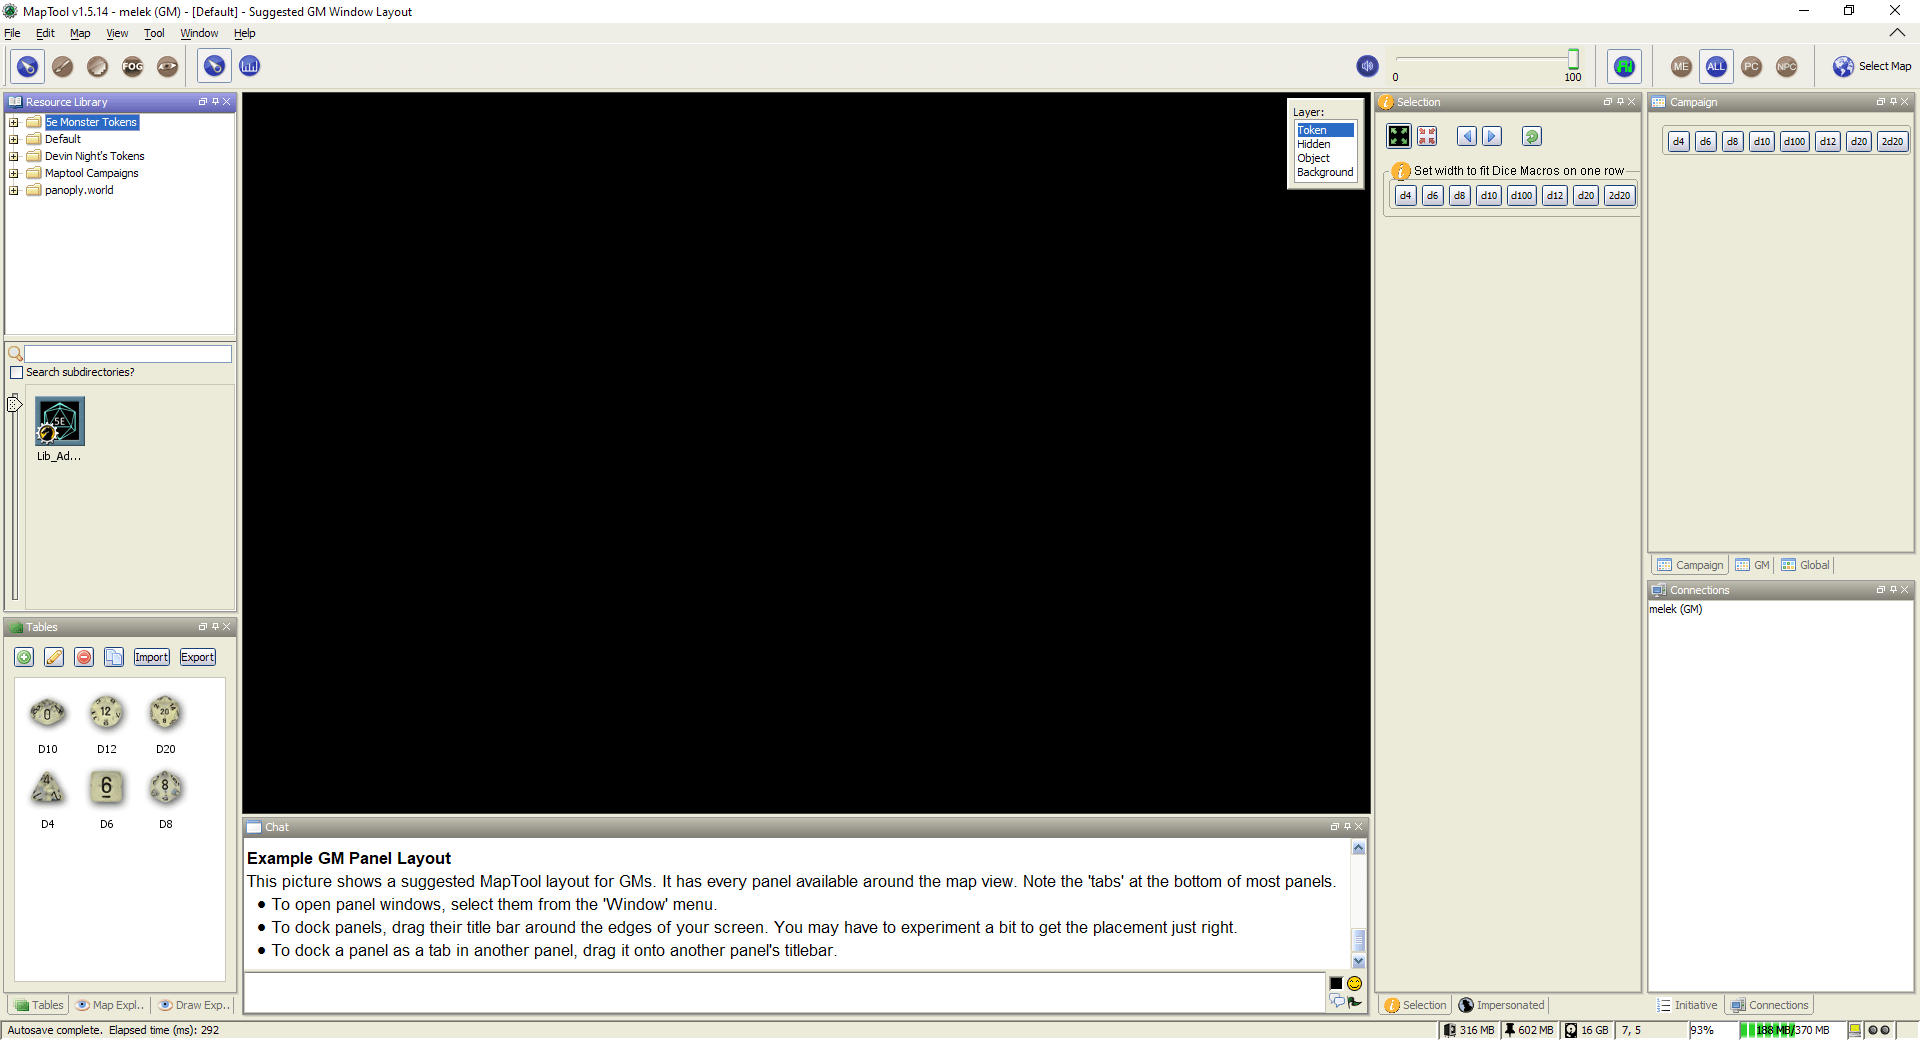 MapTool v1.5.14 - melek (GM) - [Default] - Suggested GM Window Layout
File Edit Map View Tool Window Help
FOG
0 100
ME ALL PC NPC Select Map
Resource Library
5e Monster Tokens
Default
Devin Night's Tokens
Maptool Campaigns
panoply.world
Search subdirectories?
5E
Lib_Ad...
Tables
Import Export
0 12 20
D10 D12 D20
4 6 8
D4 D6 D8
Tables Map Expl.. Draw Exp..
Layer:
Token
Hidden
Object
Background
Chat
Example GM Panel Layout
This picture shows a suggested MapTool layout for GMs. It has every panel available around the map view. Note the 'tabs' at the bottom of most panels.
● To open panel windows, select them from the 'Window' menu.
● To dock panels, drag their title bar around the edges of your screen. You may have to experiment a bit to get the placement just right.
● To dock a panel as a tab in another panel, drag it onto another panel's titlebar.
Selection
Set width to fit Dice Macros on one row
d4 d6 d8 d10 d100 d12 d20 2d20
Selection Impersonated
Campaign
d4 d6 d8 d10 d100 d12 d20 2d20
Campaign GM Global
Connections
melek (GM)
Initiative Connections
Autosave complete. Elapsed time (ms): 292
316 MB 602 MB 16 GB 7, 5 93% 188 MB/370 MB